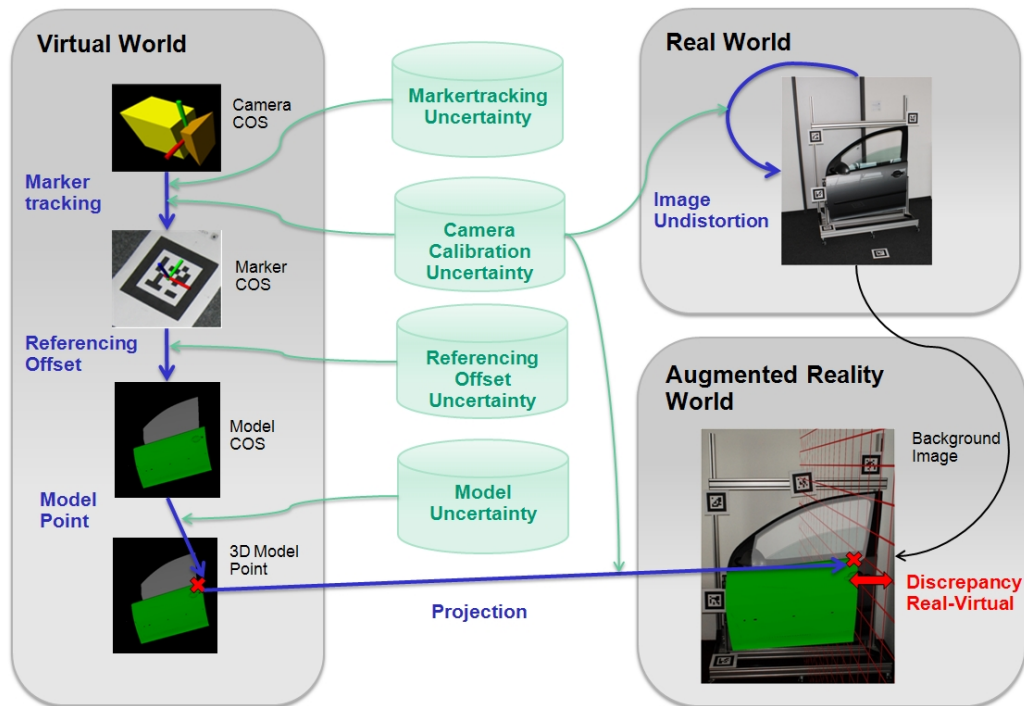 Virtual World
Camera
COS
Marker
tracking
Marker
COS
Referencing
Offset
Model
COS
Model
Point
3D Model
Point
Markertracking
Uncertainty
Camera
Calibration
Uncertainty
Referencing
Offset
Uncertainty
Model
Uncertainty
Projection
Real World
Image
Undistortion
Augmented Reality
World
Background
Image
Discrepancy
Real-Virtual